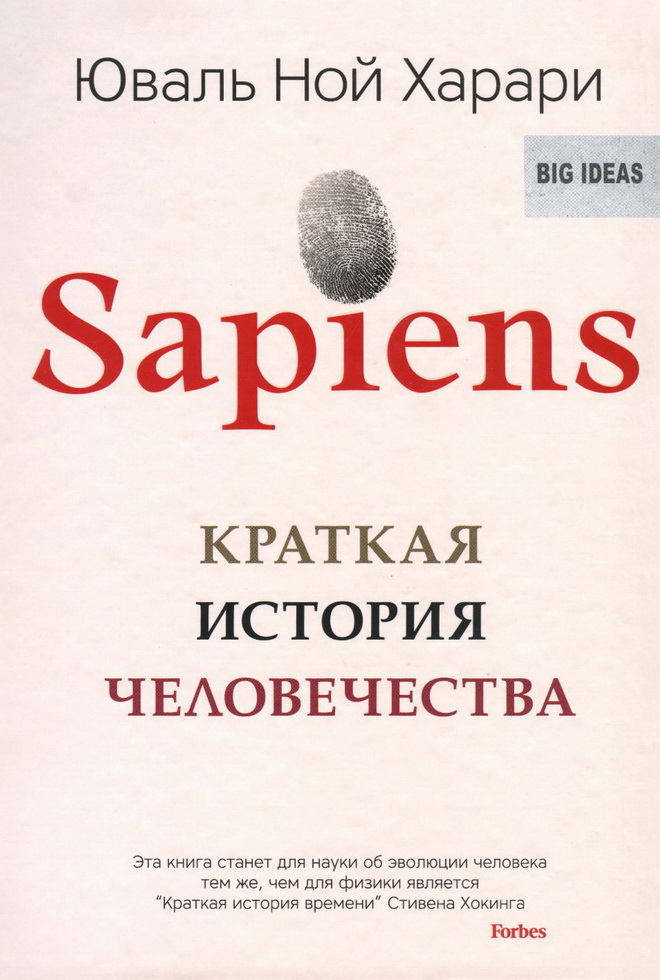 Юваль Ной Харари
BIG IDEAS
Sapiens
КРАТКАЯ
ИСТОРИЯ
ЧЕЛОВЕЧЕСТВА
Эта книга станет для науки об эволюции человека
тем же, чем для физики является
“Краткая история времени” Стивена Хокинга
Forbes